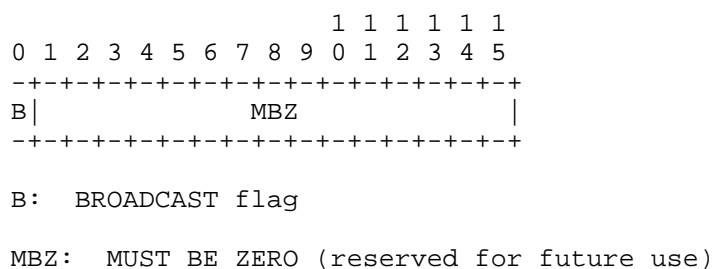 1 1 1 1 1 1
0 1 2 3 4 5 6 7 8 9 0 1 2 3 4 5
-+-+-+-+-+-+-+-+-+-+-+-+-+-+-+-+
B|             MBZ             |
-+-+-+-+-+-+-+-+-+-+-+-+-+-+-+-+
B:  BROADCAST flag
MBZ:  MUST BE ZERO (reserved for future use)